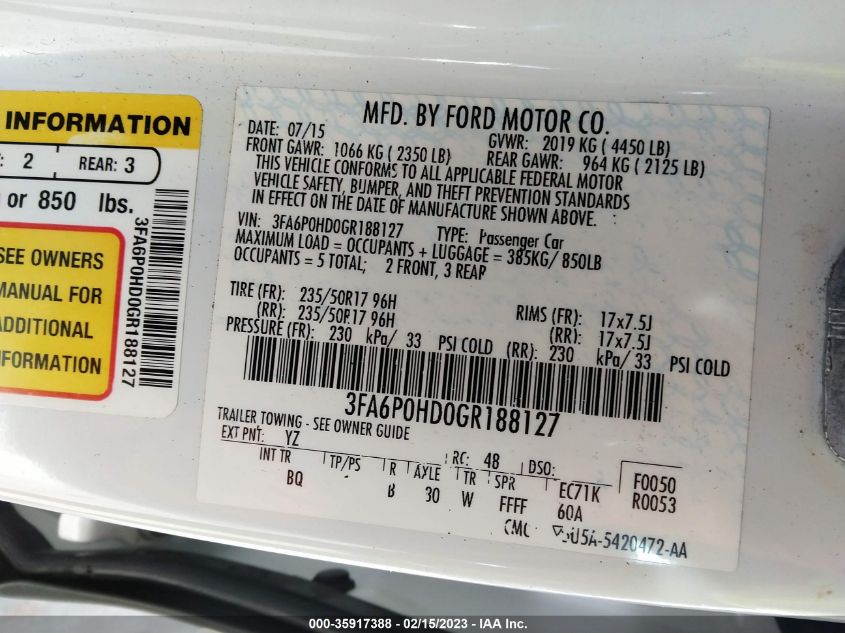 INFORMATION
: 2 REAR: 3
or 850 lbs.
SEE OWNERS
MANUAL FOR
ADDITIONAL
INFORMATION
3FA6P0HD0GR188127
MFD. BY FORD MOTOR CO.
DATE: 07/15 GVWR: 2019 KG ( 4450 LB)
FRONT GAWR: 1066 KG ( 2350 LB) REAR GAWR: 964 KG ( 2125 LB)
THIS VEHICLE CONFORMS TO ALL APPLICABLE FEDERAL MOTOR
VEHICLE SAFETY, BUMPER, AND THEFT PREVENTION STANDARDS
IN EFFECT ON THE DATE OF MANUFACTURE SHOWN ABOVE.
VIN: 3FA6P0HD0GR188127 TYPE: Passenger Car
MAXIMUM LOAD = OCCUPANTS + LUGGAGE = 385KG/ 850LB
OCCUPANTS = 5 TOTAL; 2 FRONT, 3 REAR
TIRE (FR): 235/50R17 96H RIMS (FR): 17x7.5J
(RR): 235/50R17 96H (RR): 17x7.5J
PRESSURE (FR): 230 kPa/ 33 PSI COLD (RR): 230 kPa/ 33 PSI COLD
3FA6P0HD0GR188127
TRAILER TOWING - SEE OWNER GUIDE
EXT PNT: YZ RC: 48 DSO: F0050
INT TR TP/PS R AXLE TR SPR EC71K R0053
BQ B 30 W FFFF 60A
CMC 5U5A-5420472-AA
000-35917388 - 02/15/2023 - IAA Inc.